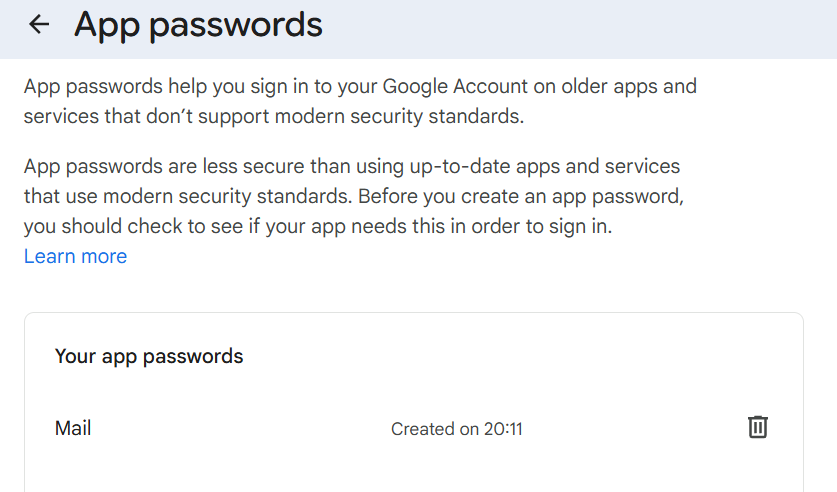 App passwords
App passwords help you sign in to your Google Account on older apps and
services that don’t support modern security standards.
App passwords are less secure than using up-to-date apps and services
that use modern security standards. Before you create an app password,
you should check to see if your app needs this in order to sign in.
Learn more
Your app passwords
Mail Created on 20:11